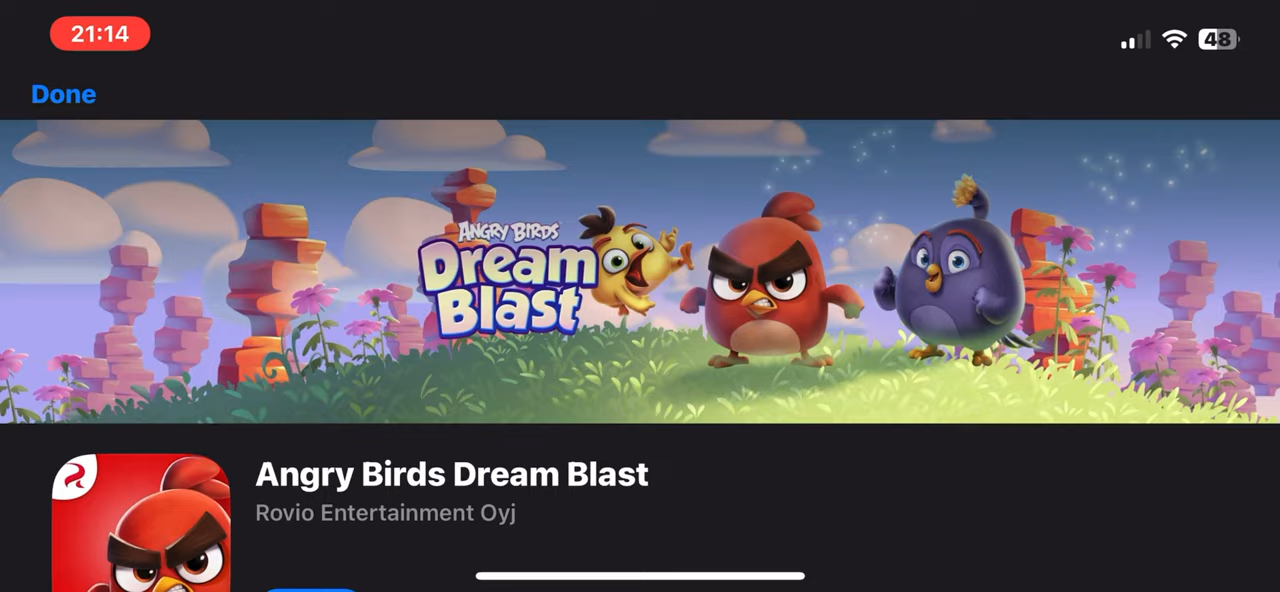 21:14
48
Done
ANGRY BIRDS
Dream
Blast
Angry Birds Dream Blast
Rovio Entertainment Oyj